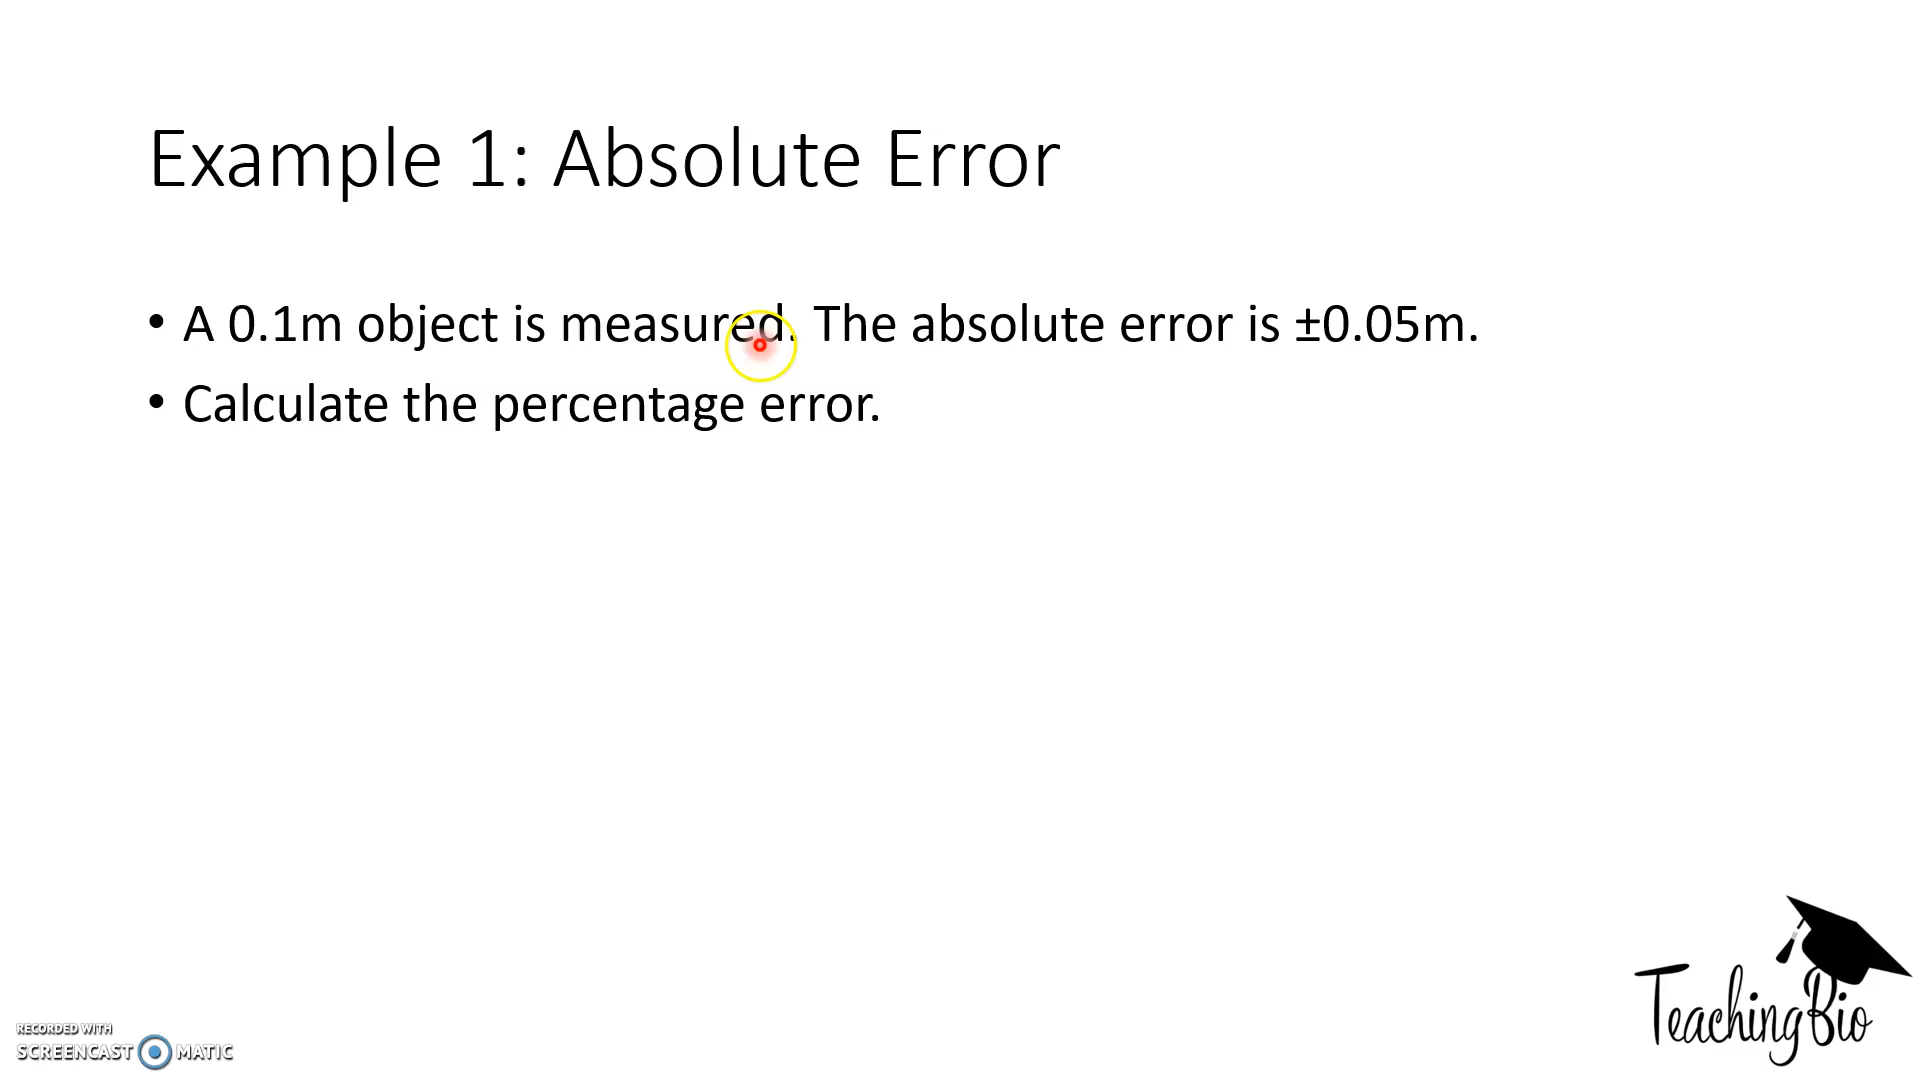 Example 1: Absolute Error
• A 0.1m object is measured. The absolute error is ±0.05m.
• Calculate the percentage error.
TeachingBio
RECORDED WITH
SCREENCAST MATIC